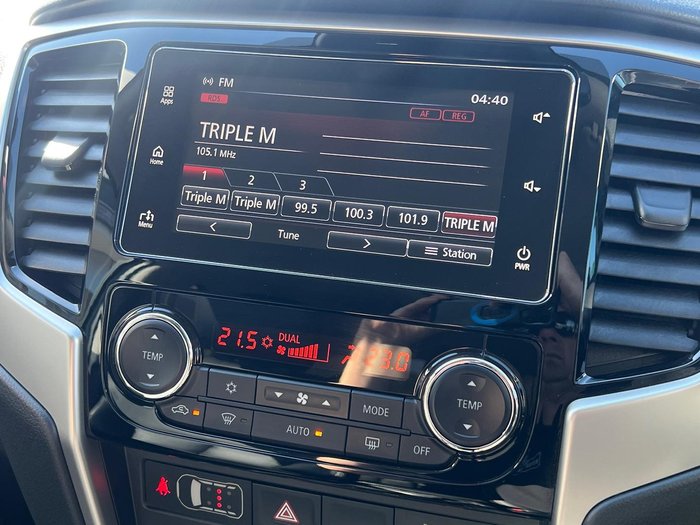 FM
04:40
RDS
AF REG
Apps
TRIPLE M
105.1 MHz
Home
1 2 3
Triple M Triple M 99.5 100.3 101.9 TRIPLE M
Menu
< Tune > Station
PWR
21.5 DUAL
TEMP
TEMP
MODE
AUTO
OFF